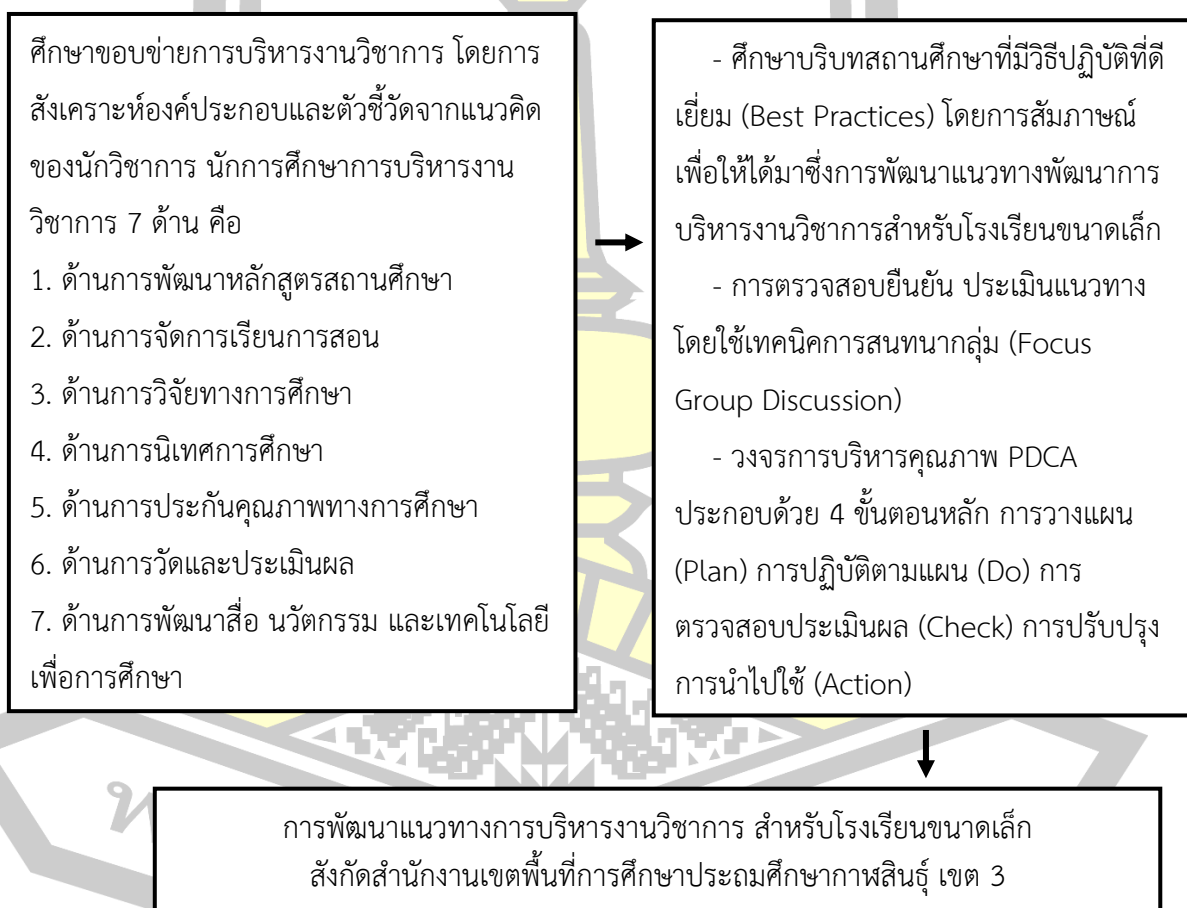 ศึกษาขอบข่ายการบริหารงานวิชาการ โดยการ
สังเคราะห์องค์ประกอบและตัวชี้วัดจากแนวคิด
ของนักวิชาการ นักการศึกษาการบริหารงาน
วิชาการ 7 ด้าน คือ
1. ด้านการพัฒนาหลักสูตรสถานศึกษา
2. ด้านการจัดการเรียนการสอน
3. ด้านการวิจัยทางการศึกษา
4. ด้านการนิเทศการศึกษา
5. ด้านการประกันคุณภาพทางการศึกษา
6. ด้านการวัดและประเมินผล
7. ด้านการพัฒนาสื่อ นวัตกรรม และเทคโนโลยี
เพื่อการศึกษา
- ศึกษาบริบทสถานศึกษาที่มีวิธีปฏิบัติที่ดี
เยี่ยม (Best Practices) โดยการสัมภาษณ์
เพื่อให้ได้มาซึ่งการพัฒนาแนวทางพัฒนาการ
บริหารงานวิชาการสำหรับโรงเรียนขนาดเล็ก
- การตรวจสอบยืนยัน ประเมินแนวทาง
โดยใช้เทคนิคการสนทนากลุ่ม (Focus
Group Discussion)
- วงจรการบริหารคุณภาพ PDCA
ประกอบด้วย 4 ขั้นตอนหลัก การวางแผน
(Plan) การปฏิบัติตามแผน (Do) การ
ตรวจสอบประเมินผล (Check) การปรับปรุง
การนำไปใช้ (Action)
การพัฒนาแนวทางการบริหารงานวิชาการ สำหรับโรงเรียนขนาดเล็ก
สังกัดสำนักงานเขตพื้นที่การศึกษาประถมศึกษากาฬสินธุ์ เขต 3